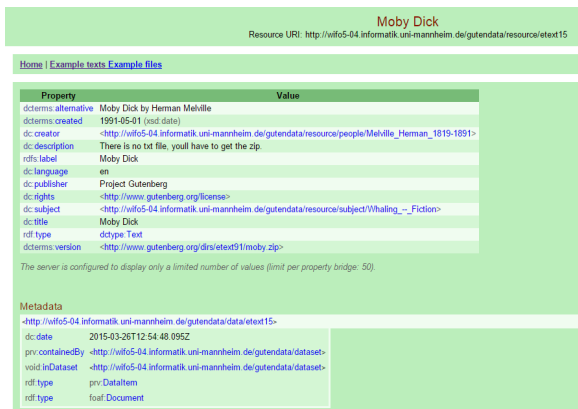 Moby Dick
Resource URI: http://wifo5-04.informatik.uni-mannheim.de/gutendata/resource/etext15
Home | Example texts Example files
Property Value
dcterms:alternative Moby Dick by Herman Melville
dcterms:created 1991-05-01 (xsd:date)
dc:creator <http://wifo5-04.informatik.uni-mannheim.de/gutendata/resource/people/Melville_Herman_1819-1891>
dc:description There is no txt file, youll have to get the zip.
rdfs:label Moby Dick
dc:language en
dc:publisher Project Gutenberg
dc:rights <http://www.gutenberg.org/license>
dc:subject <http://wifo5-04.informatik.uni-mannheim.de/gutendata/resource/subject/Whaling_--_Fiction>
dc:title Moby Dick
rdf:type dctype:Text
dcterms:version <http://www.gutenberg.org/dirs/etext91/moby.zip>
The server is configured to display only a limited number of values (limit per property bridge: 50).
Metadata
<http://wifo5-04.informatik.uni-mannheim.de/gutendata/data/etext15>
dc:date 2015-03-26T12:54:48.095Z
prv:containedBy <http://wifo5-04.informatik.uni-mannheim.de/gutendata/dataset>
void:inDataset <http://wifo5-04.informatik.uni-mannheim.de/gutendata/dataset>
rdf:type prv:DataItem
rdf:type foaf:Document